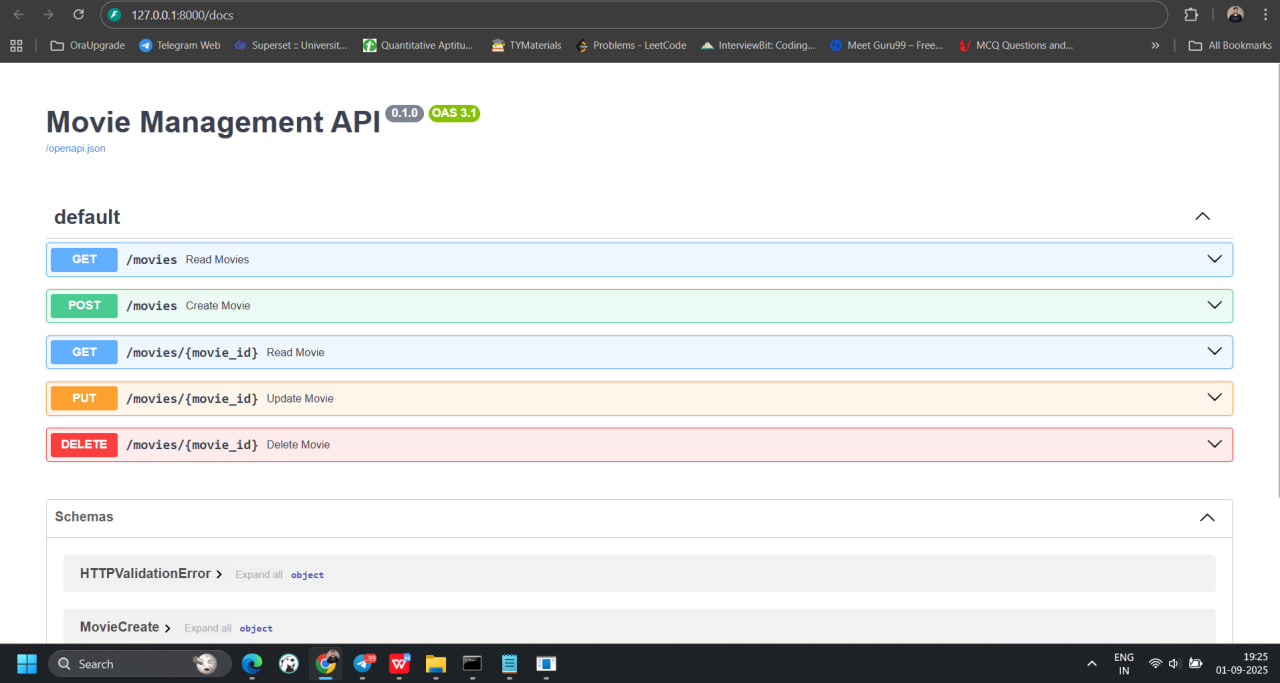 127.0.0.1:8000/docs
OraUpgrade
Telegram Web
Superset :: Universit...
Quantitative Aptitu...
TYMaterials
Problems - LeetCode
InterviewBit: Coding...
Meet Guru99 – Free...
MCQ Questions and...
»
All Bookmarks
Movie Management API 0.1.0 OAS 3.1
/openapi.json
default
GET /movies Read Movies
POST /movies Create Movie
GET /movies/{movie_id} Read Movie
PUT /movies/{movie_id} Update Movie
DELETE /movies/{movie_id} Delete Movie
Schemas
HTTPValidationError Expand all object
MovieCreate Expand all object
Search
99
ENG
IN
19:25
01-09-2025